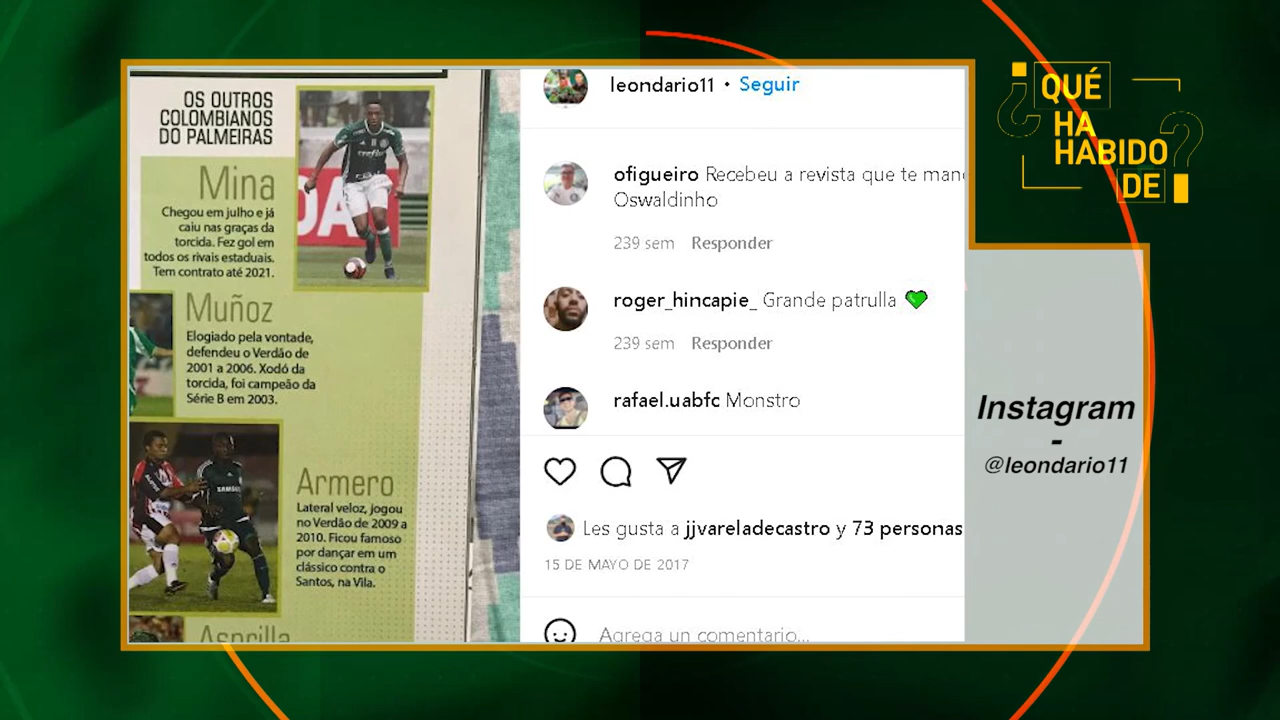 OS OUTROS
COLOMBIANOS
DO PALMEIRAS
Mina
Chegou em julho e já
caiu nas graças da
torcida. Fez gol em
todos os rivais estaduais.
Tem contrato até 2021.
Muñoz
Elogiado pela vontade,
defendeu o Verdão de
2001 a 2006. Xodó da
torcida, foi campeão da
Série B em 2003.
Armero
Lateral veloz, jogou
no Verdão de 2009 a
2010. Ficou famoso
por dançar em um
clássico contra o
Santos, na Vila.
Asprilla
SAMSUNG
leondario11 • Seguir
ofigueiro Recebeu a revista que te
Oswaldinho
239 sem Responder
roger_hincapie_ Grande patrulla 💚
239 sem Responder
rafael.uabfc Monstro
Les gusta a jjvareladecastro y 73 personas
15 DE MAYO DE 2017
Agrega un comentario...
¿QUÉ
HA
HABIDO
DE?
Instagram
-
@leondario11